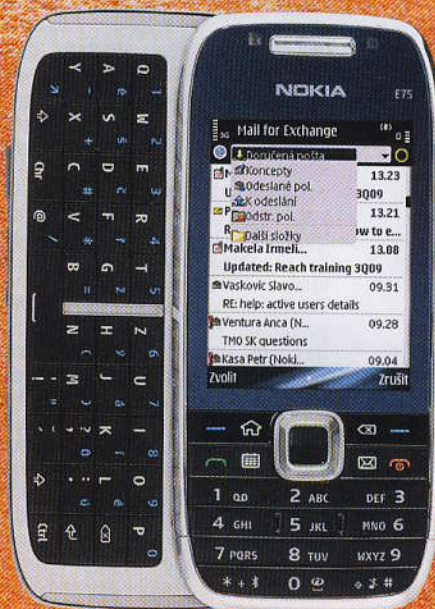 NOKIA
E75
3G Mail for Exchange
Doručená pošta
Koncepty
13.23
Odeslané pol.
3Q09
K odeslání
13.21
Odstr. pol.
ow to e...
Další složky
Makela Irmeli... 13.08
Updated: Reach training 3Q09
Vaskovic Slavo... 09.31
RE: help: active users details
Ventura Anca (N... 09.28
TMO SK questions
Kasa Petr (Noki... 09.04
Zvolit Zrušit
1 2 ABC DEF 3
4 GHI 5 JKL MNO 6
7 PQRS 8 TUV WXYZ 9
* + 0 #
Q W E R T Z U I O P
A S D F G H J K L
Y X C V B N M
Chr @ Ctrl